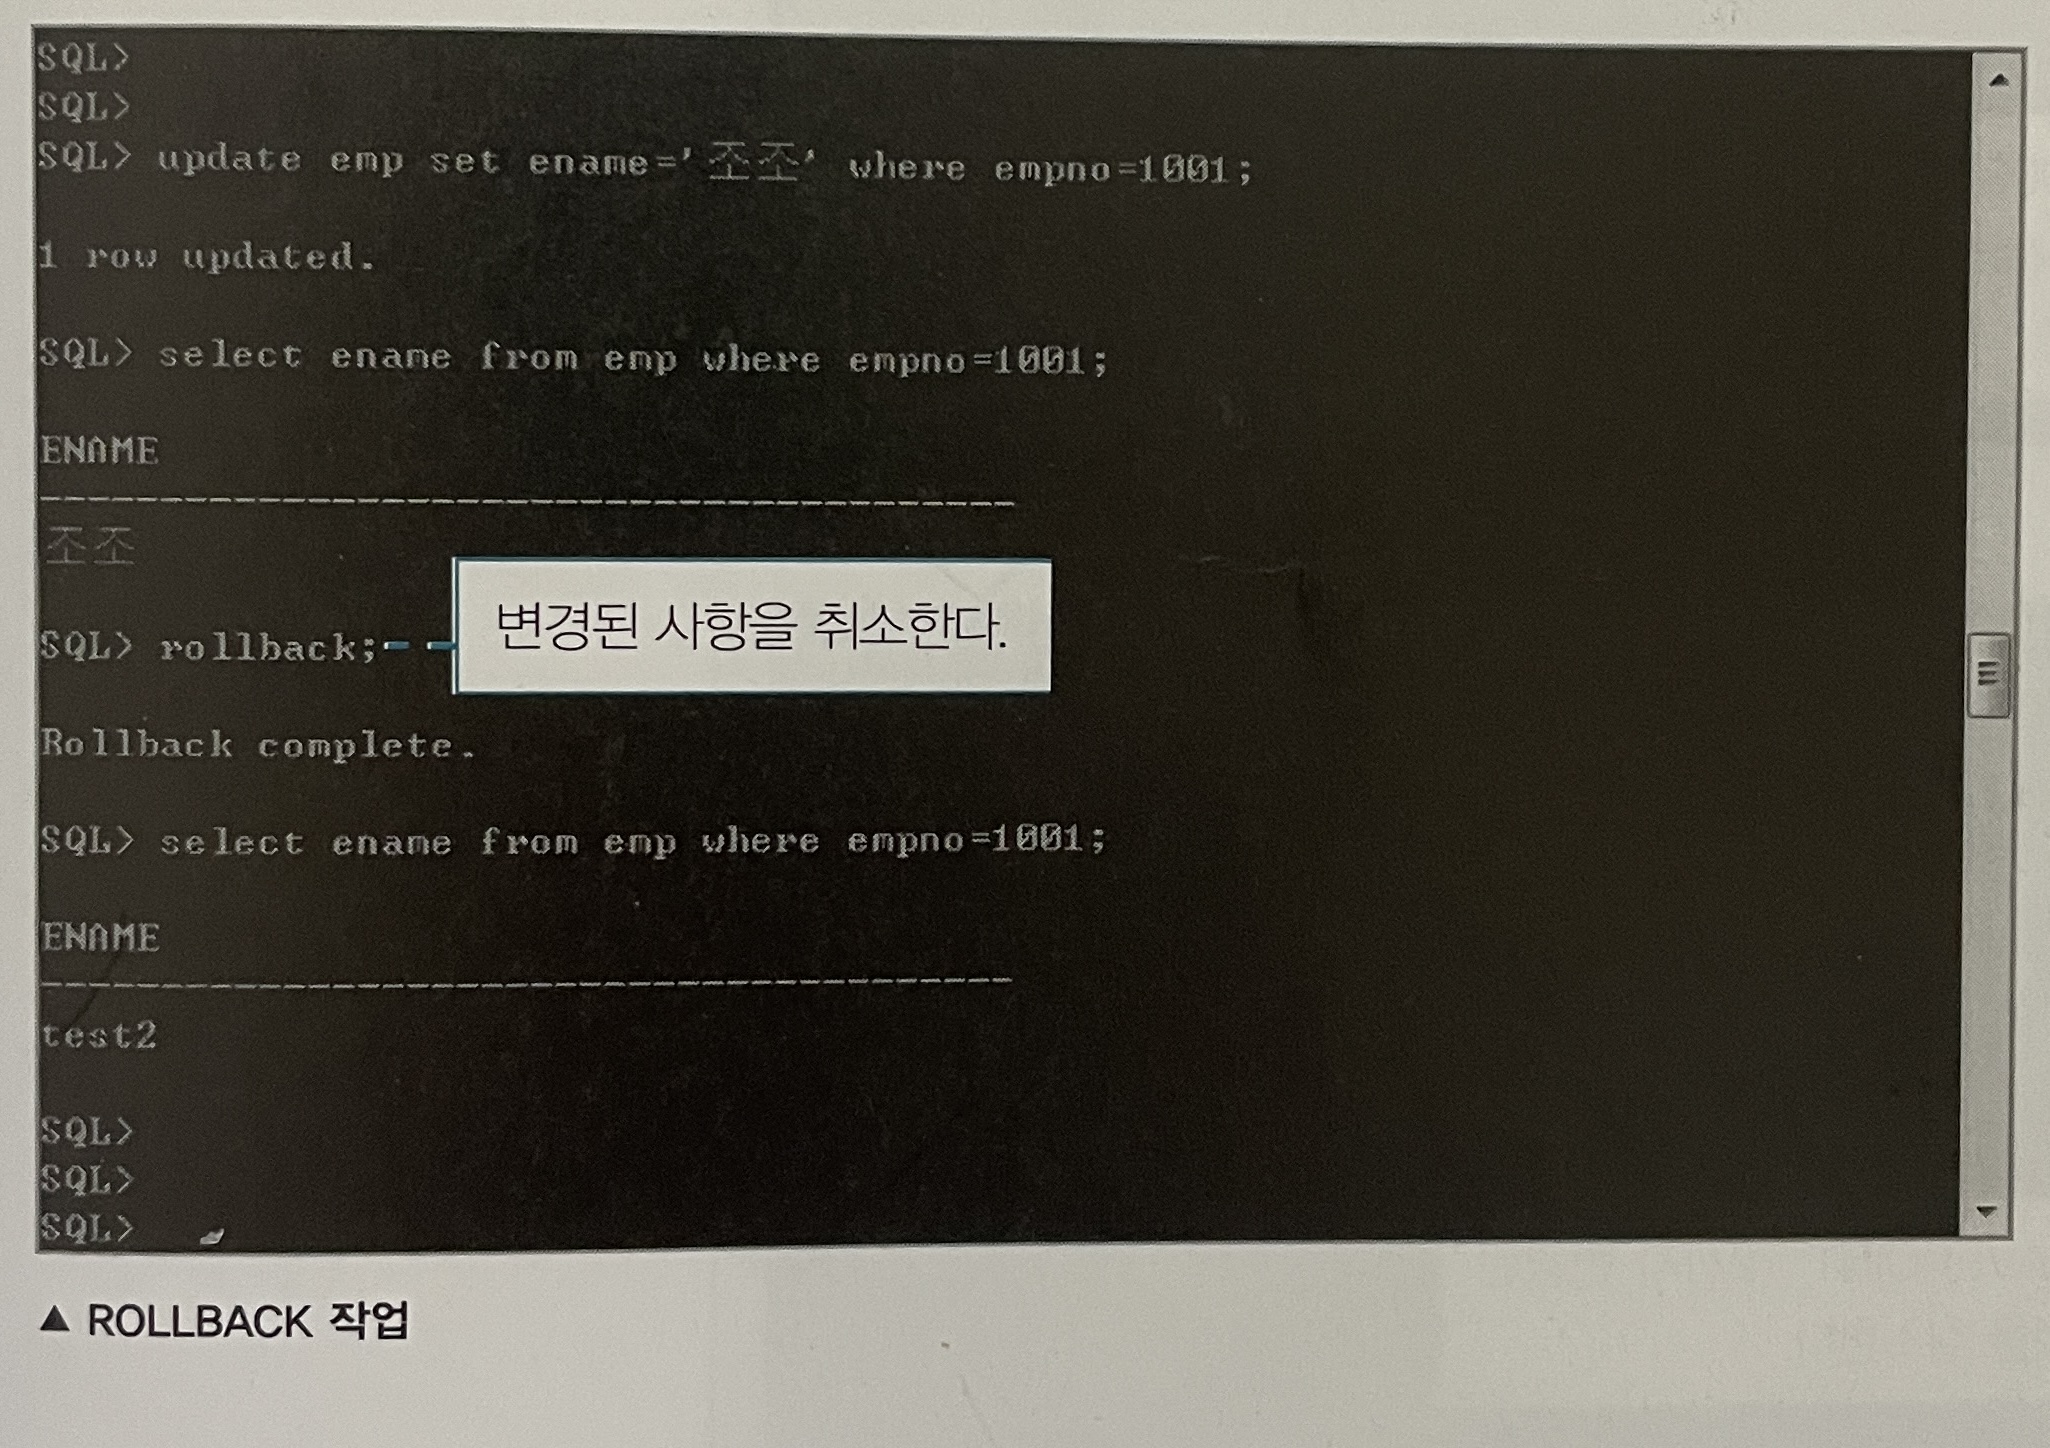 SQL>
SQL>
SQL> update emp set ename='조조' where empno=1001;
1 row updated.
SQL> select ename from emp where empno=1001;
ENAME
-----------------------------------------
조조
SQL> rollback;
변경된 사항을 취소한다.
Rollback complete.
SQL> select ename from emp where empno=1001;
ENAME
-----------------------------------------
test2
SQL>
SQL>
SQL>
▲ ROLLBACK 작업